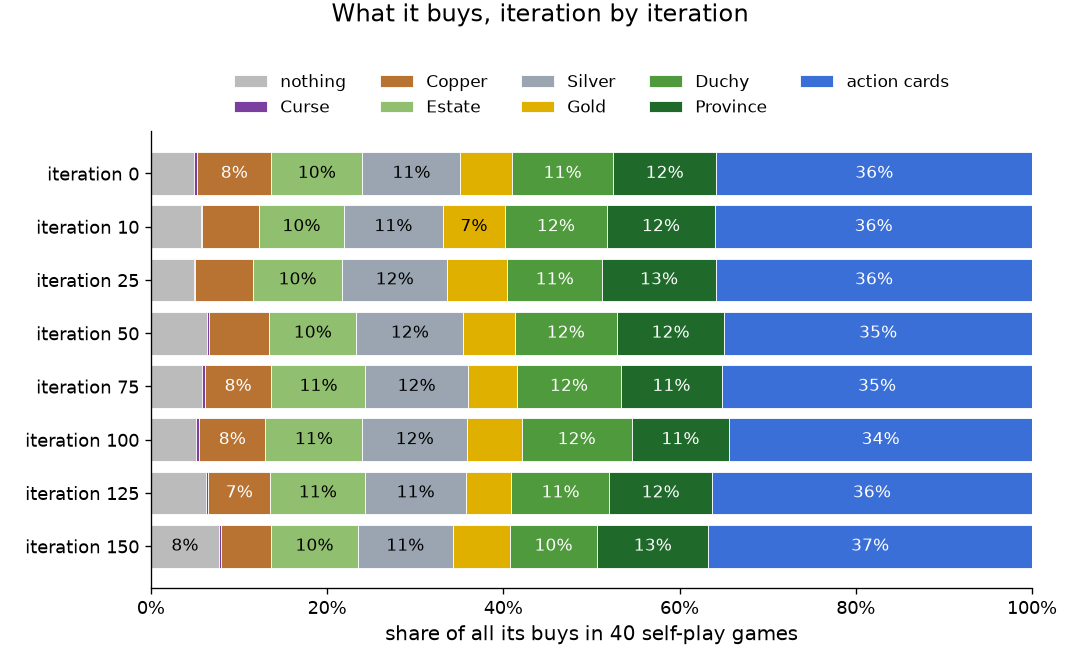 What it buys, iteration by iteration
nothing Copper Silver Duchy action cards
Curse Estate Gold Province
iteration 0 8% 10% 11% 11% 12% 36%
iteration 10 10% 11% 7% 12% 12% 36%
iteration 25 10% 12% 11% 13% 36%
iteration 50 10% 12% 12% 12% 35%
iteration 75 8% 11% 12% 12% 11% 35%
iteration 100 8% 11% 12% 12% 11% 34%
iteration 125 7% 11% 11% 11% 12% 36%
iteration 150 8% 10% 11% 10% 13% 37%
0% 20% 40% 60% 80% 100%
share of all its buys in 40 self-play games